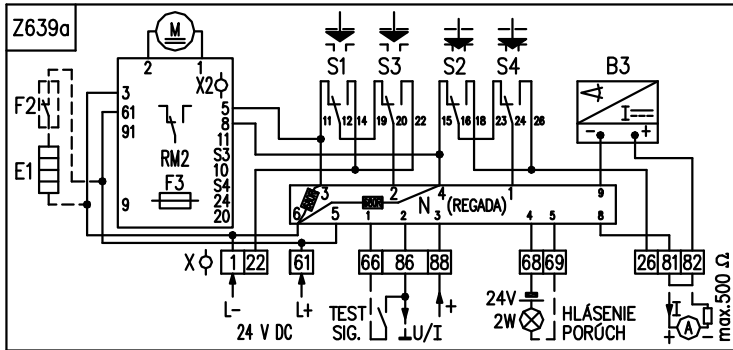 Z639a
M
2 1
S1 S3 S2 S4 B3
X2
F2
3
61
91
5
8
11
S3
10
S4
24
20
9
RM2
F3
E1
11 12 14 19 20 22 15 16 18 23 24 26
I
- +
3 2 4 1 9
6 5 1 2 3 N (REGADA) 4 5 8
X 1 22 61 66 86 88 68 69 26 81 82
L- L+
24 V DC
TEST
SIG.
U/I
+
24V
2W
HLÁSENIE
PORÚCH
I
+ A -
max.500 Ω